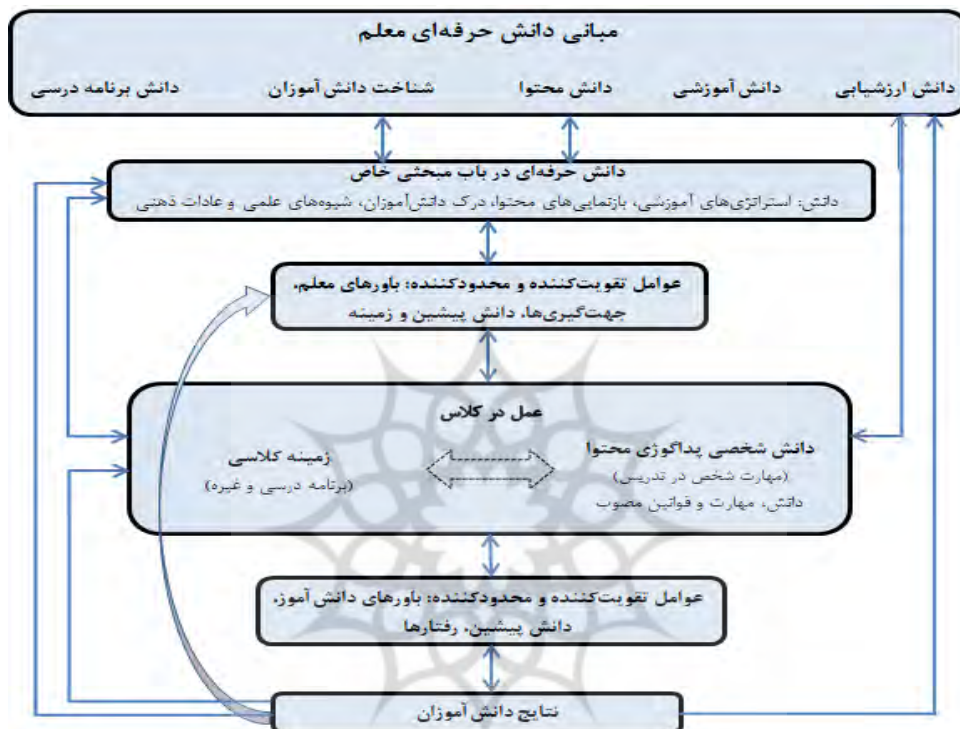 مبانی دانش حرفه‌ای معلم
دانش ارزشیابی دانش آموزشی دانش محتوا شناخت دانش آموزان دانش برنامه درسی
دانش حرفه‌ای در باب مبحثی خاص
دانش: استراتژی‌های آموزشی، بازنمایی‌های محتوا، درک دانش‌آموزان، شیوه‌های علمی و عادات ذهنی
عوامل تقویت‌کننده و محدودکننده: باورهای معلم،
جهت‌گیری‌ها، دانش پیشین و زمینه
عمل در کلاس
دانش شخصی پداگوژی محتوا
(مهارت شخص در تدریس)
دانش، مهارت و قوانین مصوب
زمینه کلاسی
(برنامه درسی و غیره)
عوامل تقویت‌کننده و محدودکننده: باورهای دانش آموز،
دانش پیشین، رفتارها
نتایج دانش آموزان